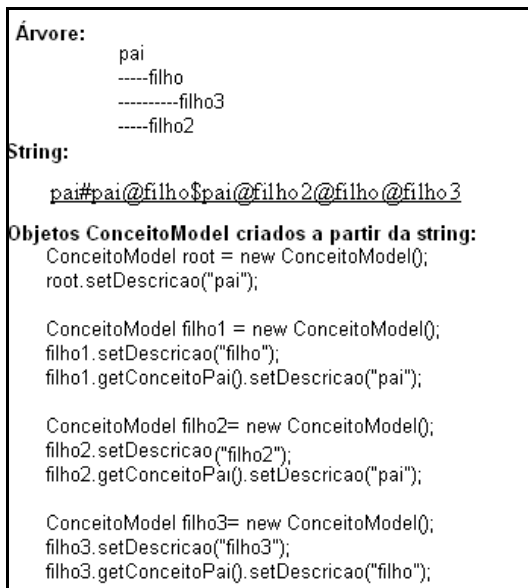 Árvore:
pai
-----filho
----------filho3
-----filho2
String:
pai#pai@filho$pai@filho2@filho@filho3
Objetos ConceitoModel criados a partir da string:
ConceitoModel root = new ConceitoModel();
root.setDescricao("pai");
ConceitoModel filho1 = new ConceitoModel();
filho1.setDescricao("filho");
filho1.getConceitoPai().setDescricao("pai");
ConceitoModel filho2= new ConceitoModel();
filho2.setDescricao("filho2");
filho2.getConceitoPai().setDescricao("pai");
ConceitoModel filho3= new ConceitoModel();
filho3.setDescricao("filho3");
filho3.getConceitoPai().setDescricao("filho");